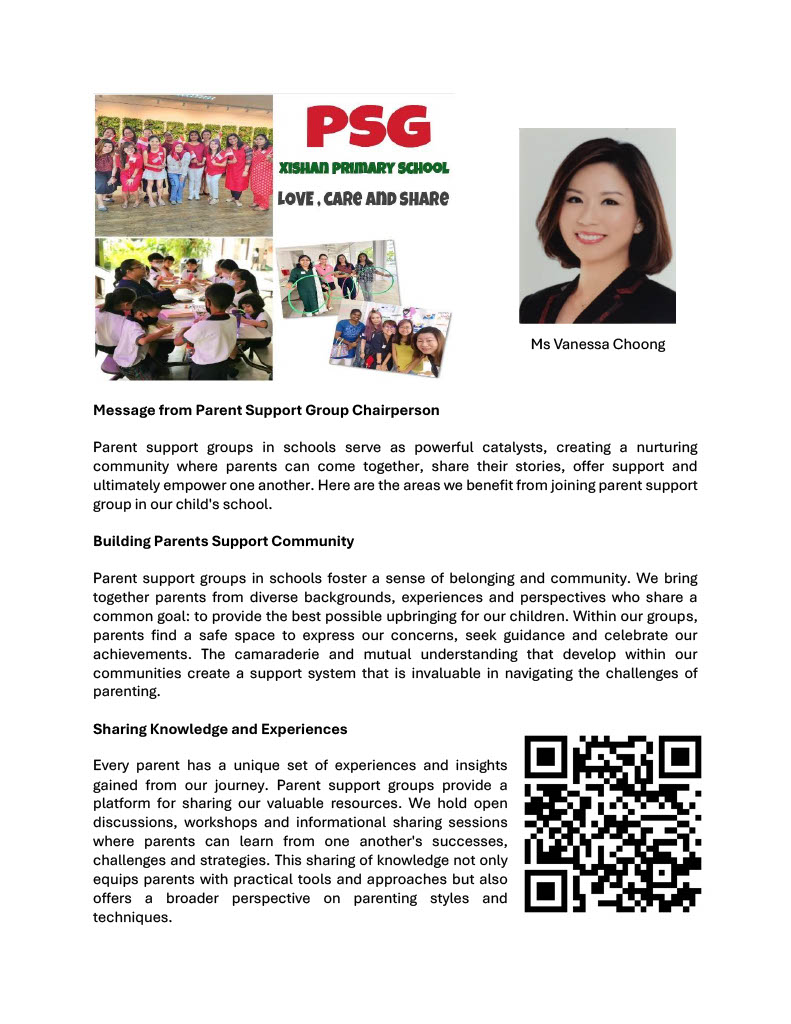 PSG
XISHAN PRIMARY SCHOOL
LOVE , CARE AND SHARE
Ms Vanessa Choong
Message from Parent Support Group Chairperson
Parent support groups in schools serve as powerful catalysts, creating a nurturing
community where parents can come together, share their stories, offer support and
ultimately empower one another. Here are the areas we benefit from joining parent support
group in our child's school.
Building Parents Support Community
Parent support groups in schools foster a sense of belonging and community. We bring
together parents from diverse backgrounds, experiences and perspectives who share a
common goal: to provide the best possible upbringing for our children. Within our groups,
parents find a safe space to express our concerns, seek guidance and celebrate our
achievements. The camaraderie and mutual understanding that develop within our
communities create a support system that is invaluable in navigating the challenges of
parenting.
Sharing Knowledge and Experiences
Every parent has a unique set of experiences and insights
gained from our journey. Parent support groups provide a
platform for sharing our valuable resources. We hold open
discussions, workshops and informational sharing sessions
where parents can learn from one another's successes,
challenges and strategies. This sharing of knowledge not only
equips parents with practical tools and approaches but also
offers a broader perspective on parenting styles and
techniques.